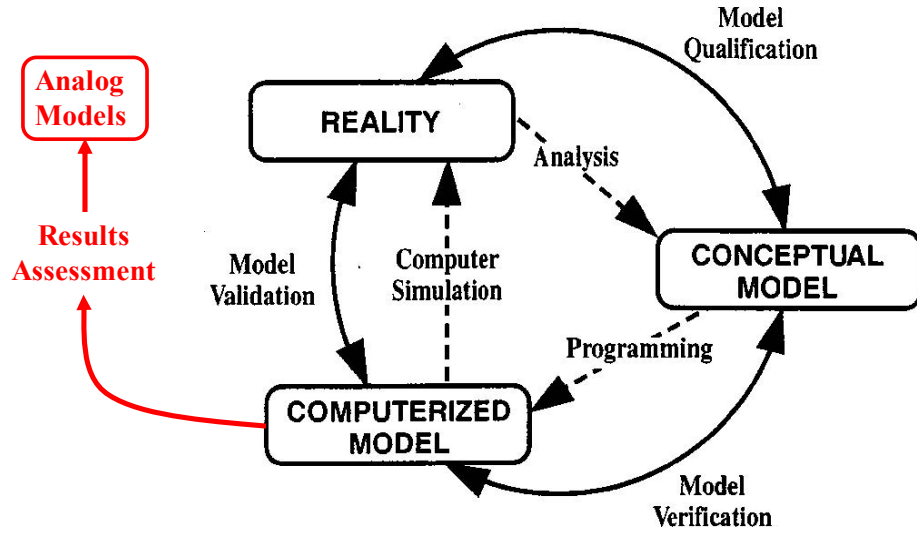 Model
Qualification
Analog
Models
REALITY
Analysis
Results
Assessment
Model
Validation
Computer
Simulation
CONCEPTUAL
MODEL
Programming
COMPUTERIZED
MODEL
Model
Verification